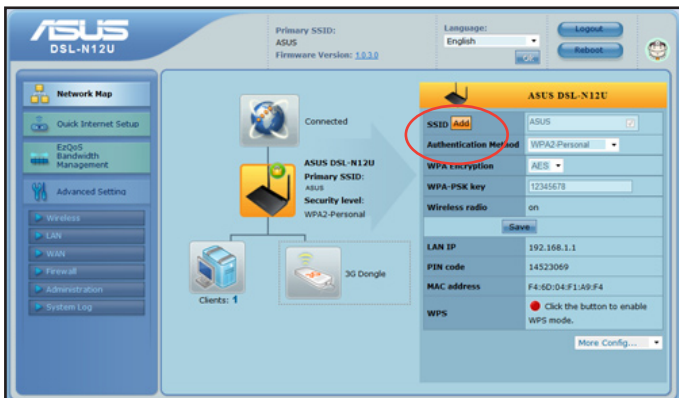 ASUS
DSL-N12U
Primary SSID:
ASUS
Firmware Version: 1.0.3.0
Language:
English
OK
Logout
Reboot
Network Map
Quick Internet Setup
EzQoS
Bandwidth
Management
Advanced Setting
Wireless
LAN
WAN
Firewall
Administration
System Log
Connected
ASUS DSL-N12U
Primary SSID:
ASUS
Security level:
WPA2-Personal
Clients: 1
3G Dongle
ASUS DSL-N12U
SSID Add ASUS
Authentication Method WPA2-Personal
WPA Encryption AES
WPA-PSK key 12345678
Wireless radio on
Save
LAN IP 192.168.1.1
PIN code 14523069
MAC address F4:6D:04:F1:A9:F4
WPS Click the button to enable
WPS mode.
More Config...